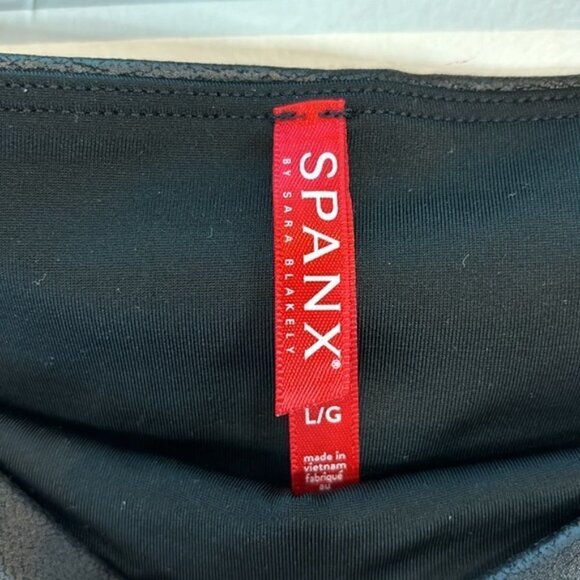 SPANX®
BY SARA BLAKELY
L/G
made in
vietnam
fabriqué
au